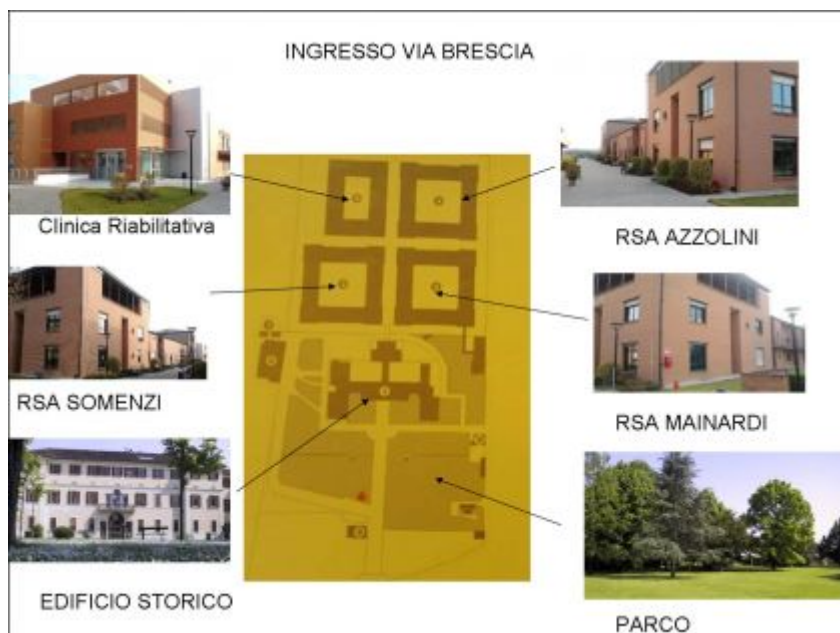 INGRESSO VIA BRESCIA
Clinica Riabilitativa
RSA AZZOLINI
RSA SOMENZI
RSA MAINARDI
EDIFICIO STORICO
PARCO